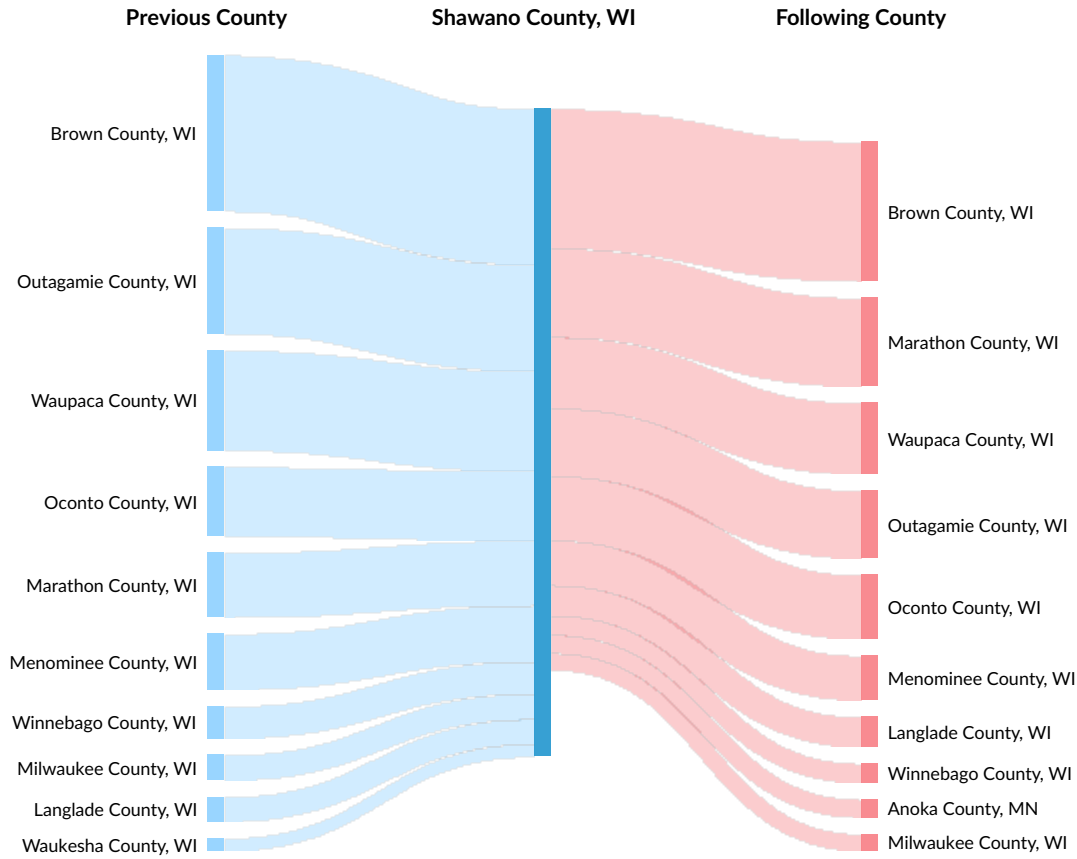 Previous County
Shawano County, WI
Following County
Brown County, WI
Outagamie County, WI
Waupaca County, WI
Oconto County, WI
Marathon County, WI
Menominee County, WI
Winnebago County, WI
Milwaukee County, WI
Langlade County, WI
Waukesha County, WI
Brown County, WI
Marathon County, WI
Waupaca County, WI
Outagamie County, WI
Oconto County, WI
Menominee County, WI
Langlade County, WI
Winnebago County, WI
Anoka County, MN
Milwaukee County, WI